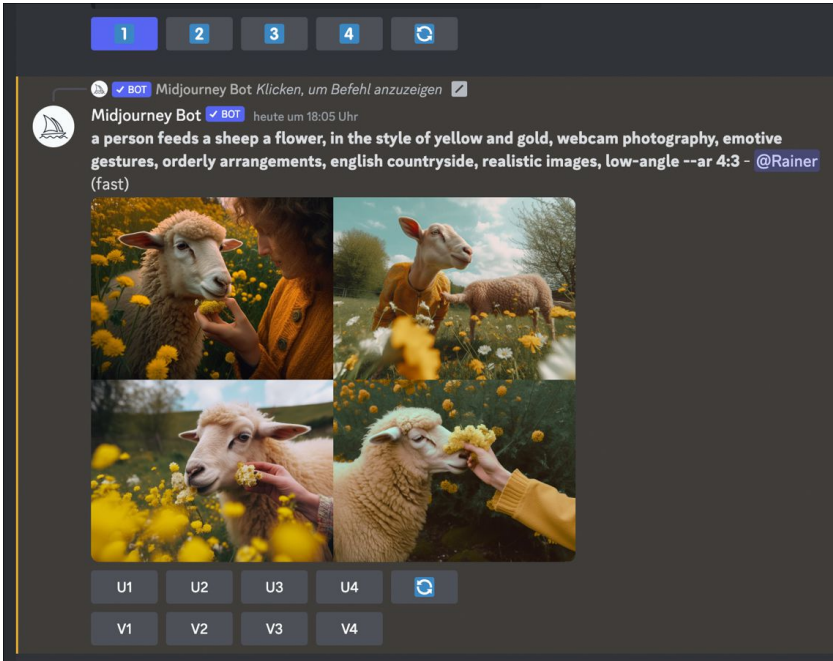 1 2 3 4
✓ BOT Midjourney Bot Klicken, um Befehl anzuzeigen
Midjourney Bot ✓ BOT heute um 18:05 Uhr
a person feeds a sheep a flower, in the style of yellow and gold, webcam photography, emotive
gestures, orderly arrangements, english countryside, realistic images, low-angle --ar 4:3 - @Rainer
(fast)
U1 U2 U3 U4
V1 V2 V3 V4